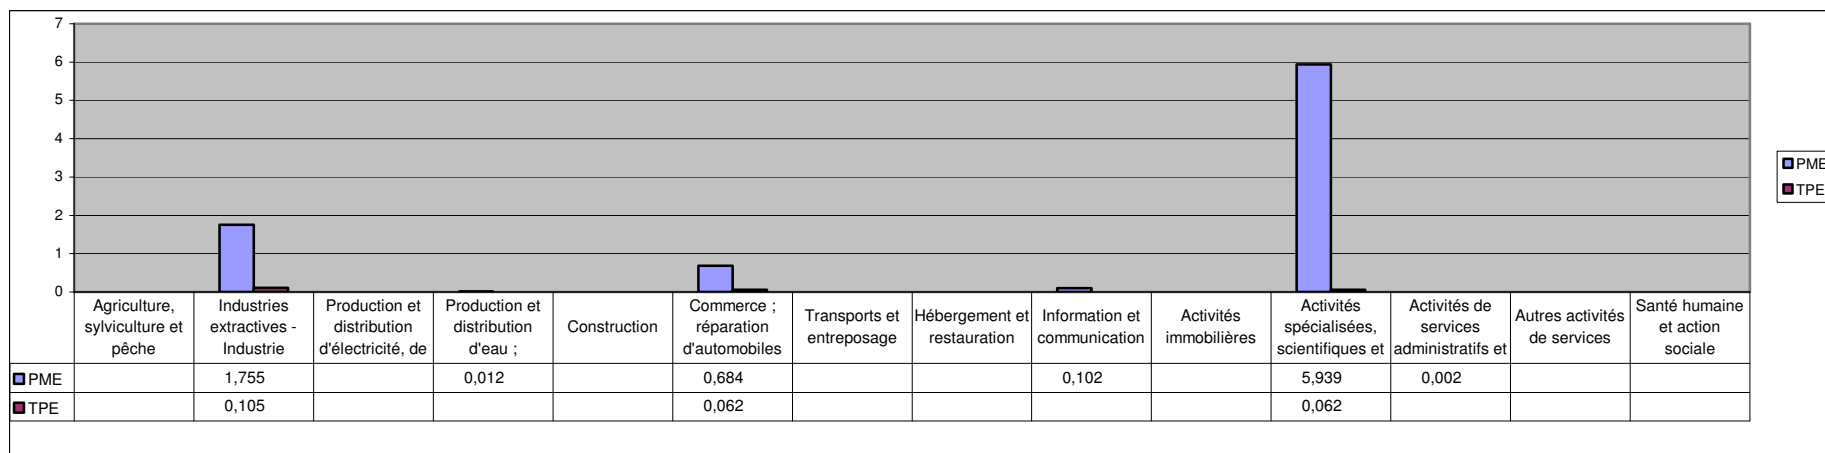 7
6
5
4
3
2
1
0
PME
TPE
Agriculture, sylviculture et pêche
Industries extractives - Industrie
Production et distribution d'électricité, de
Production et distribution d'eau ;
Construction
Commerce ; réparation d'automobiles
Transports et entreposage
Hébergement et restauration
Information et communication
Activités immobilières
Activités spécialisées, scientifiques et
Activités de services administratifs et
Autres activités de services
Santé humaine et action sociale
PME 1,755 0,012 0,684 0,102 5,939 0,002
TPE 0,105 0,062 0,062